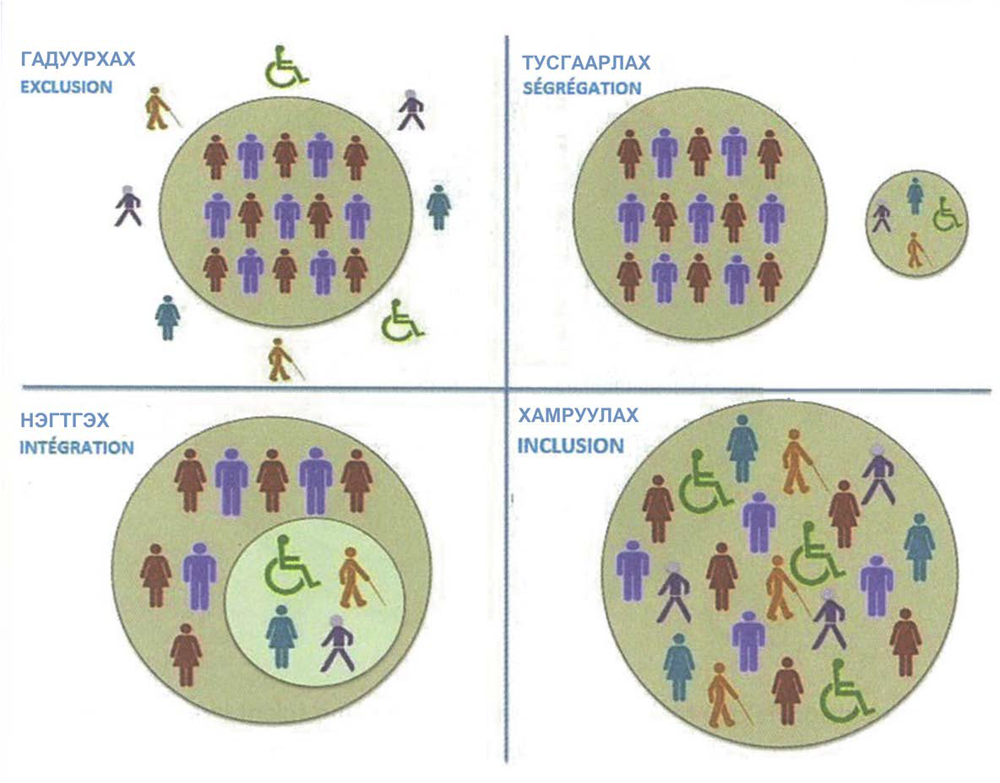 ГАДУУРХАХ
EXCLUSION
ТУСГААРЛАХ
SÉGRÉGATION
НЭГТГЭХ
INTÉGRATION
ХАМРУУЛАХ
INCLUSION